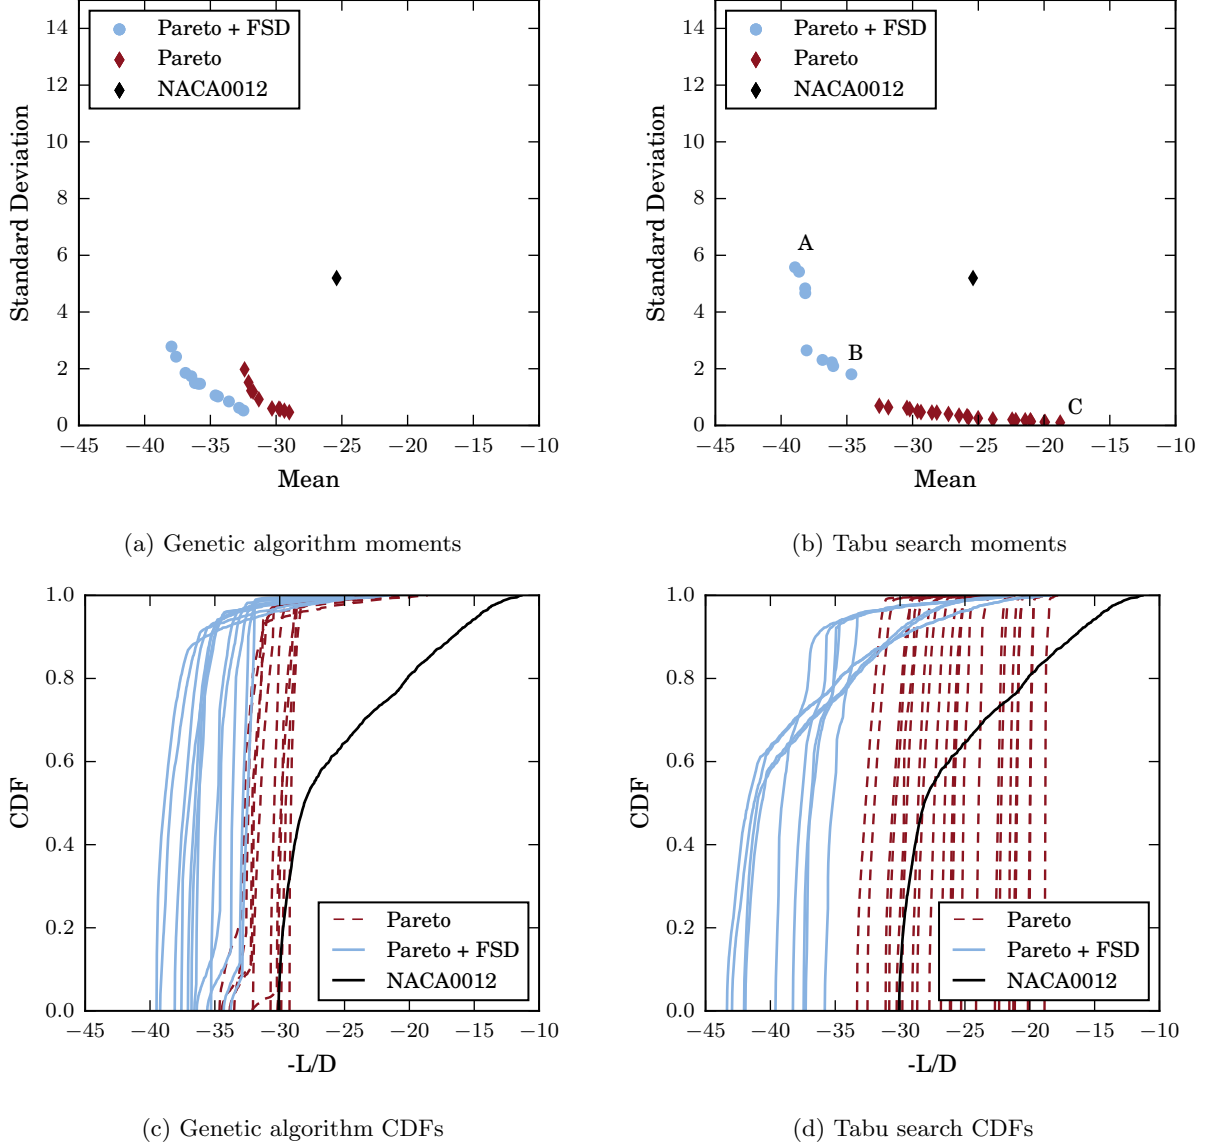 Standard Deviation
14
12
10
8
6
4
2
0
Pareto + FSD
Pareto
NACA0012
−45 −40 −35 −30 −25 −20 −15 −10
Mean
(a) Genetic algorithm moments
Standard Deviation
14
12
10
8
6
4
2
0
Pareto + FSD
Pareto
NACA0012
A
B
C
−45 −40 −35 −30 −25 −20 −15 −10
Mean
(b) Tabu search moments
CDF
1.0
0.8
0.6
0.4
0.2
0.0
Pareto
Pareto + FSD
NACA0012
−45 −40 −35 −30 −25 −20 −15 −10
-L/D
(c) Genetic algorithm CDFs
CDF
1.0
0.8
0.6
0.4
0.2
0.0
Pareto
Pareto + FSD
NACA0012
−45 −40 −35 −30 −25 −20 −15 −10
-L/D
(d) Tabu search CDFs